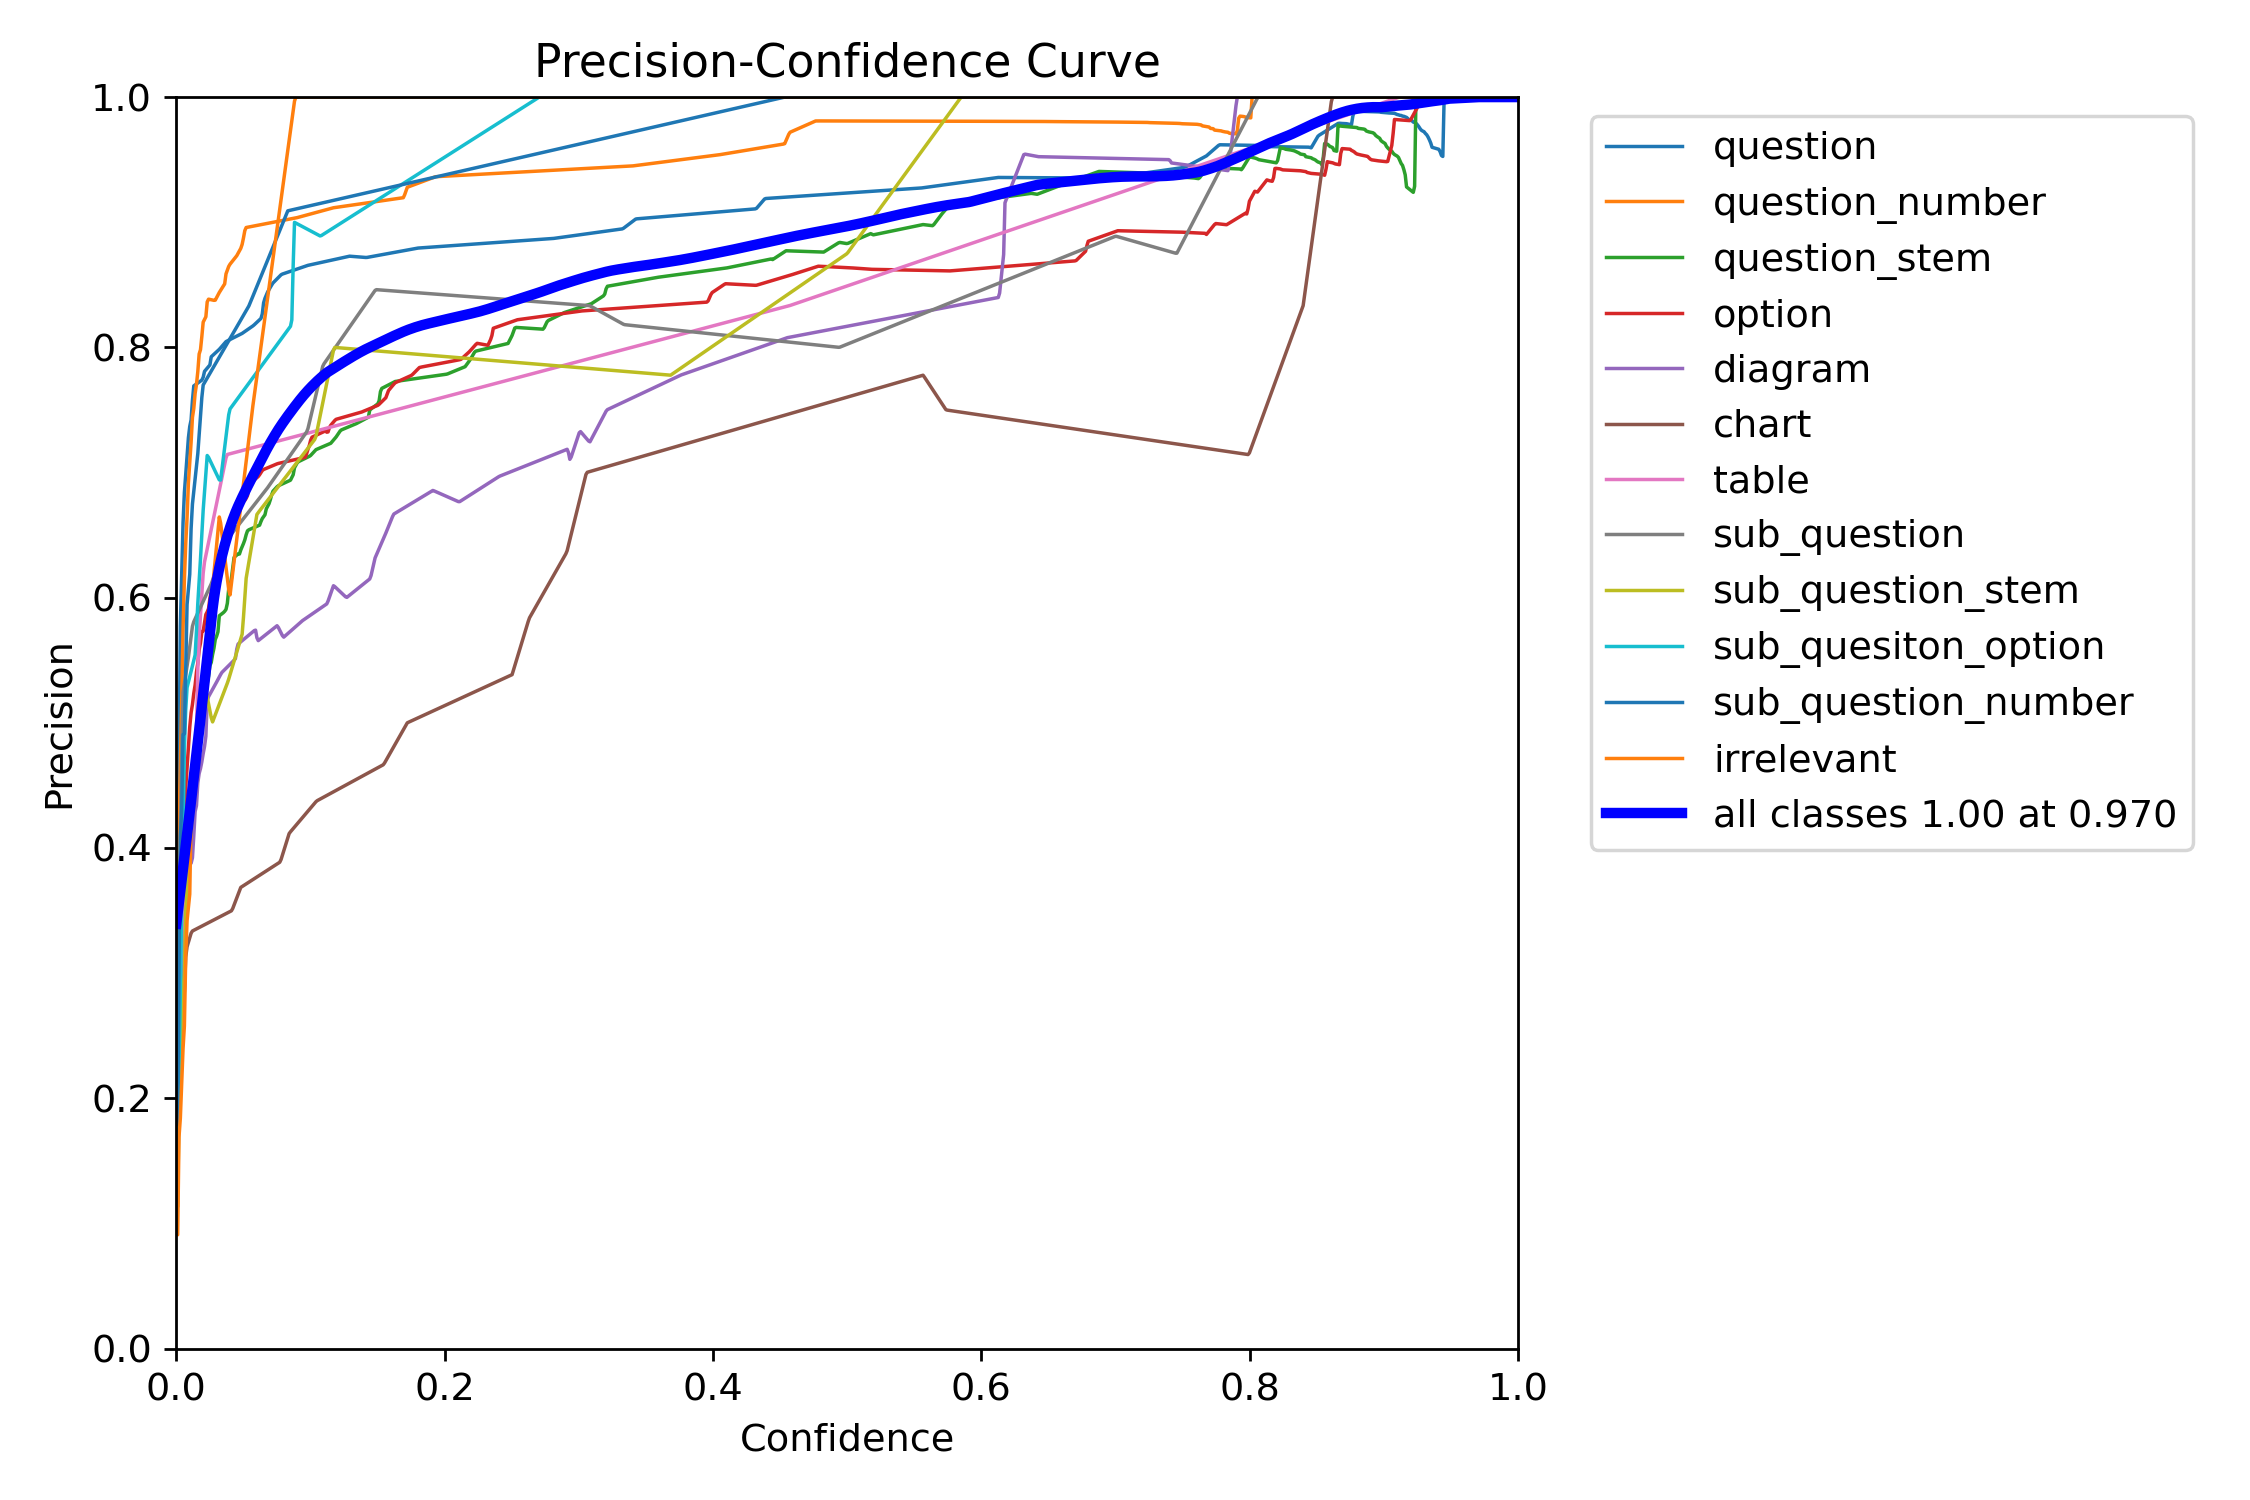 Precision-Confidence Curve
1.0
0.8
0.6
0.4
0.2
0.0
Precision
0.0 0.2 0.4 0.6 0.8 1.0
Confidence
question
question_number
question_stem
option
diagram
chart
table
sub_question
sub_question_stem
sub_quesiton_option
sub_question_number
irrelevant
all classes 1.00 at 0.970